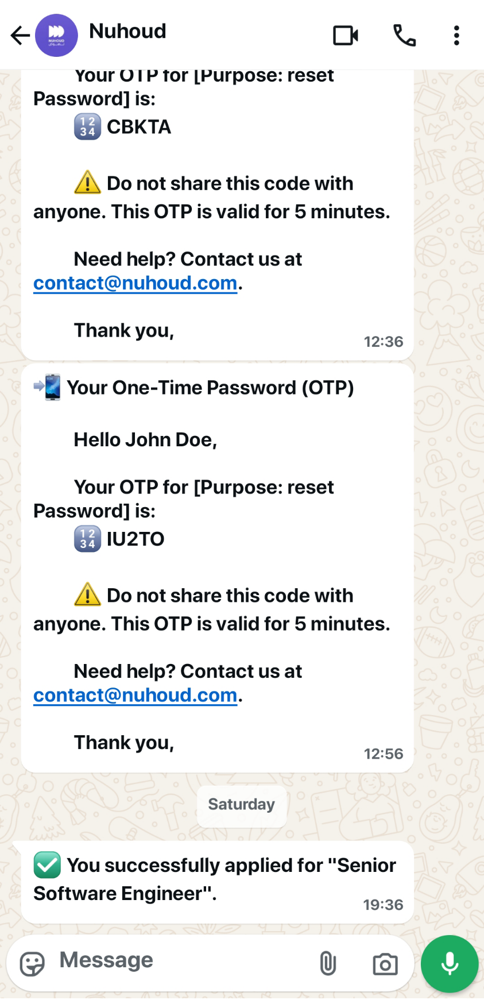 Nuhoud
Your OTP for [Purpose: reset
Password] is:
🔢 CBKTA
⚠️ Do not share this code with
anyone. This OTP is valid for 5 minutes.
Need help? Contact us at
contact@nuhoud.com.
Thank you,
12:36
📲 Your One-Time Password (OTP)
Hello John Doe,
Your OTP for [Purpose: reset
Password] is:
🔢 IU2TO
⚠️ Do not share this code with
anyone. This OTP is valid for 5 minutes.
Need help? Contact us at
contact@nuhoud.com.
Thank you,
12:56
Saturday
✅ You successfully applied for "Senior
Software Engineer".
19:36
Message